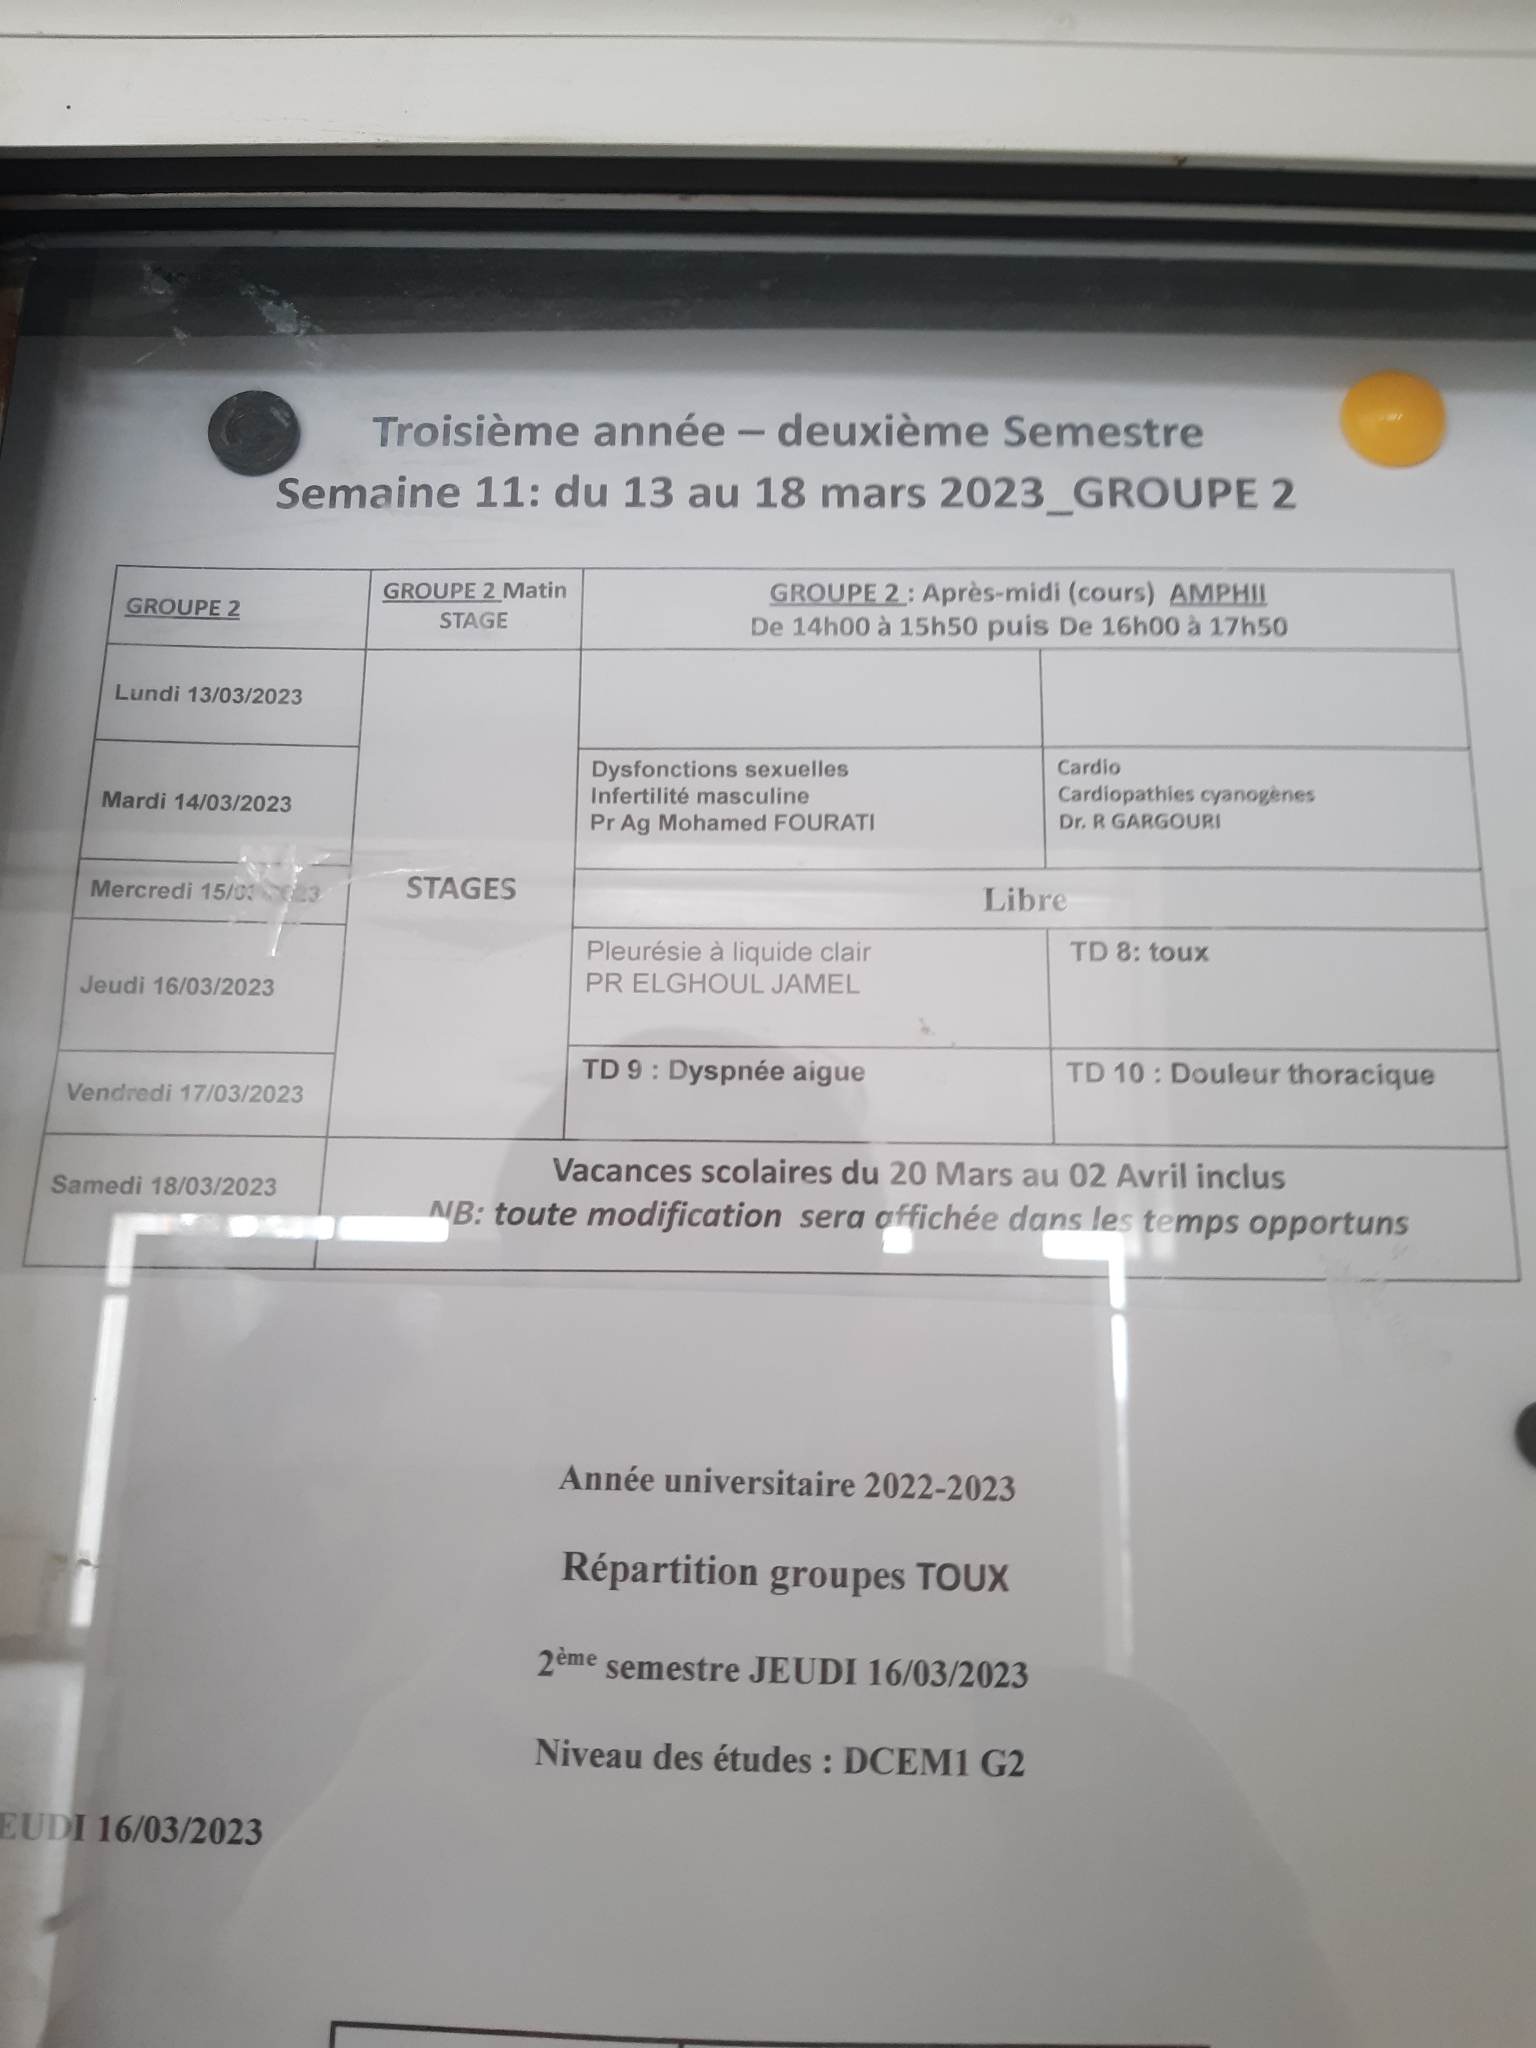 Troisième année – deuxième Semestre
Semaine 11: du 13 au 18 mars 2023_GROUPE 2
GROUPE 2
GROUPE 2 Matin
STAGE
GROUPE 2 : Après-midi (cours) AMPHII
De 14h00 à 15h50 puis De 16h00 à 17h50
Lundi 13/03/2023
Mardi 14/03/2023
Dysfonctions sexuelles
Infertilité masculine
Pr Ag Mohamed FOURATI
Cardio
Cardiopathies cyanogènes
Dr. R GARGOURI
Mercredi 15/03/2023
STAGES
Libre
Jeudi 16/03/2023
Pleurésie à liquide clair
PR ELGHOUL JAMEL
TD 8: toux
Vendredi 17/03/2023
TD 9 : Dyspnée aigue
TD 10 : Douleur thoracique
Samedi 18/03/2023
Vacances scolaires du 20 Mars au 02 Avril inclus
NB: toute modification sera affichée dans les temps opportuns
Année universitaire 2022-2023
Répartition groupes TOUX
2ème semestre JEUDI 16/03/2023
Niveau des études : DCEM1 G2
EUDI 16/03/2023